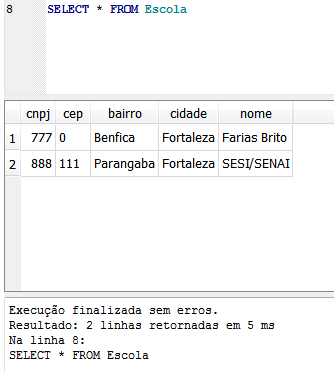 8 SELECT * FROM Escola
cnpj cep bairro cidade nome
1 777 0 Benfica Fortaleza Farias Brito
2 888 111 Parangaba Fortaleza SESI/SENAI
Execução finalizada sem erros.
Resultado: 2 linhas retornadas em 5 ms
Na linha 8:
SELECT * FROM Escola